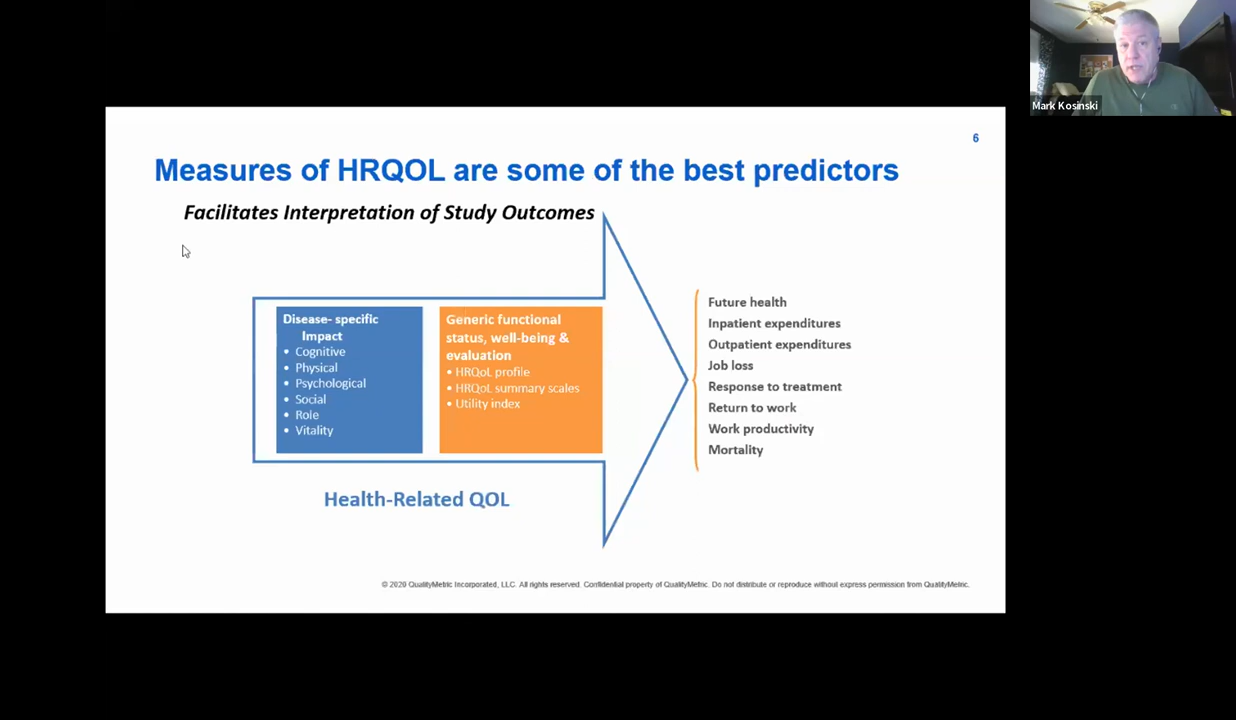 Mark Kosinski
6
Measures of HRQOL are some of the best predictors
Facilitates Interpretation of Study Outcomes
Disease- specific
Impact
• Cognitive
• Physical
• Psychological
• Social
• Role
• Vitality
Generic functional
status, well-being &
evaluation
• HRQoL profile
• HRQoL summary scales
• Utility index
Future health
Inpatient expenditures
Outpatient expenditures
Job loss
Response to treatment
Return to work
Work productivity
Mortality
Health-Related QOL
© 2020 QualityMetric Incorporated, LLC. All rights reserved. Confidential property of QualityMetric. Do not distribute or reproduce without express permission from QualityMetric.